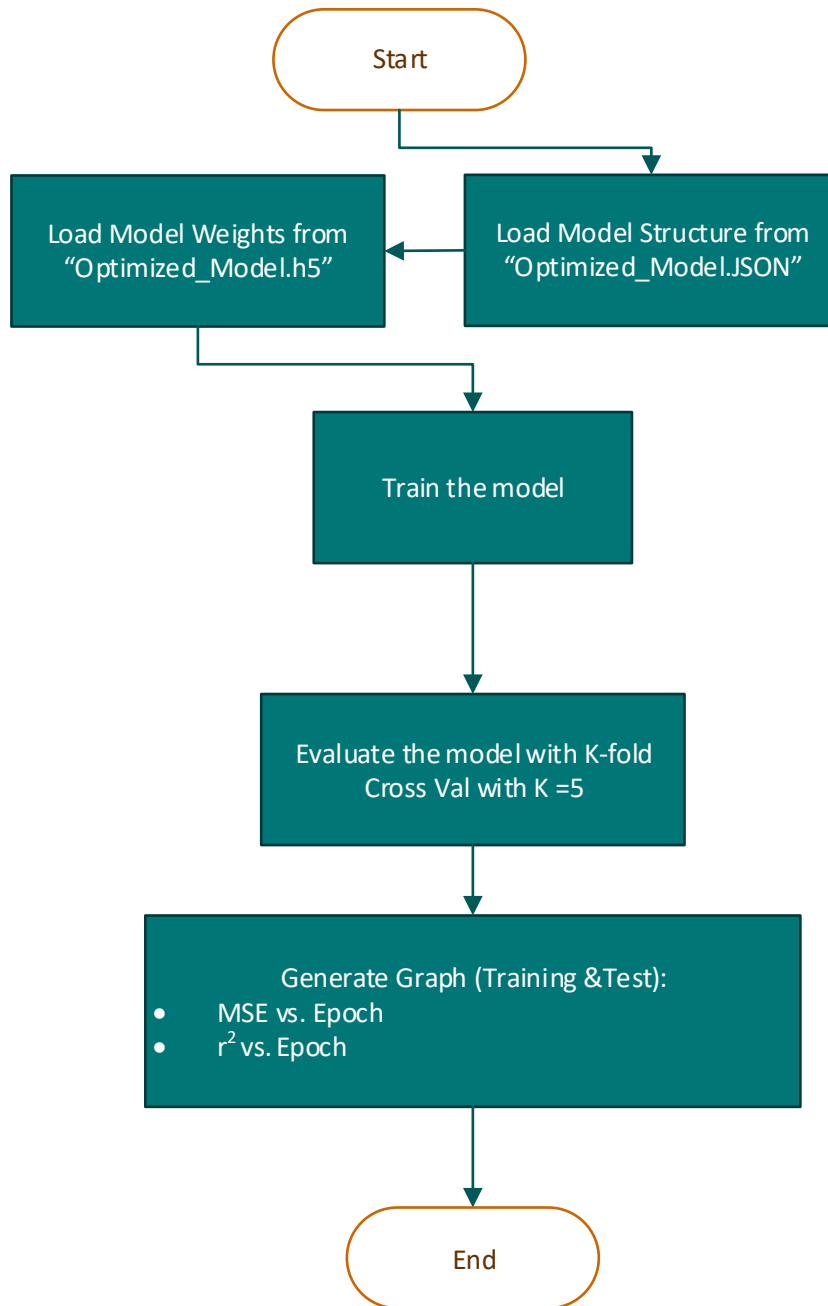 Start
Load Model Structure from
“Optimized_Model.JSON”
Load Model Weights from
“Optimized_Model.h5”
Train the model
Evaluate the model with K-fold
Cross Val with K =5
Generate Graph (Training &Test):
• MSE vs. Epoch
• r² vs. Epoch
End